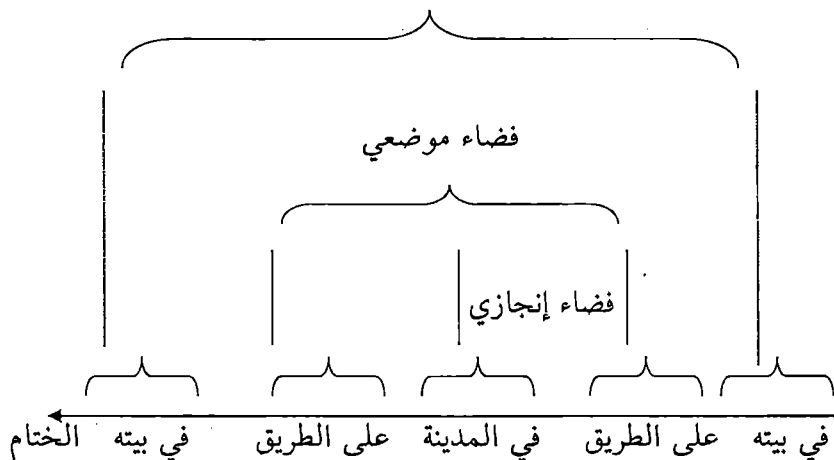 فضاء موضعي
فضاء إنجازي
في بيته على الطريق في المدينة على الطريق في بيته الختام